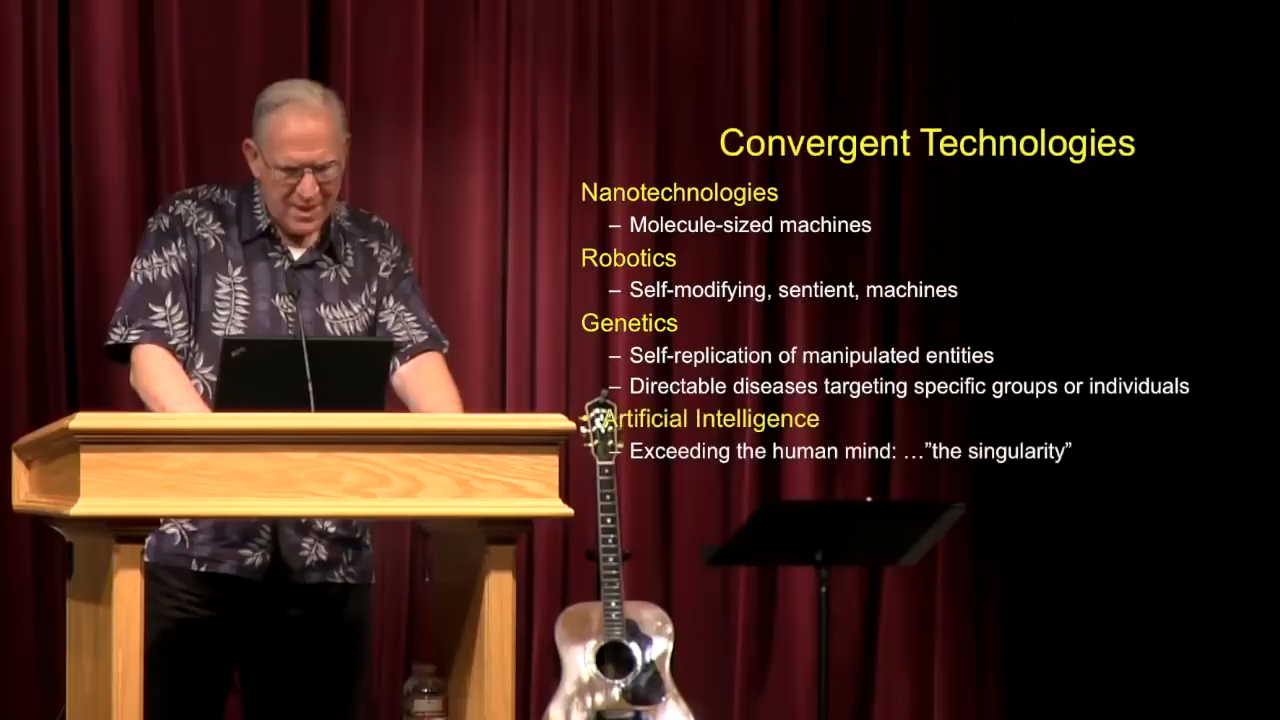 Convergent Technologies
Nanotechnologies
– Molecule-sized machines
Robotics
– Self-modifying, sentient, machines
Genetics
– Self-replication of manipulated entities
– Directable diseases targeting specific groups or individuals
Artificial Intelligence
– Exceeding the human mind: …”the singularity”